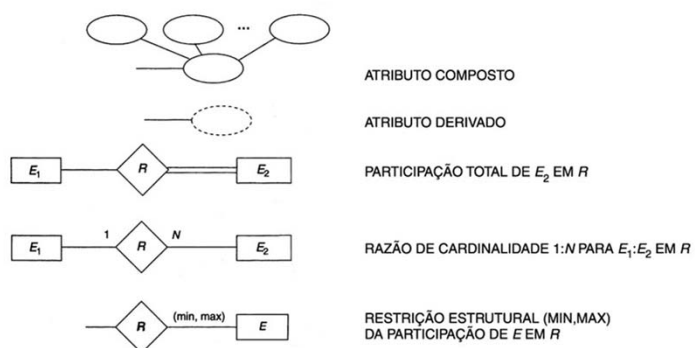 ...
ATRIBUTO COMPOSTO
ATRIBUTO DERIVADO
E₁ R E₂ PARTICIPAÇÃO TOTAL DE E₂ EM R
E₁ 1 R N E₂ RAZÃO DE CARDINALIDADE 1:N PARA E₁:E₂ EM R
R (min, max) E RESTRIÇÃO ESTRUTURAL (MIN,MAX)
DA PARTICIPAÇÃO DE E EM R